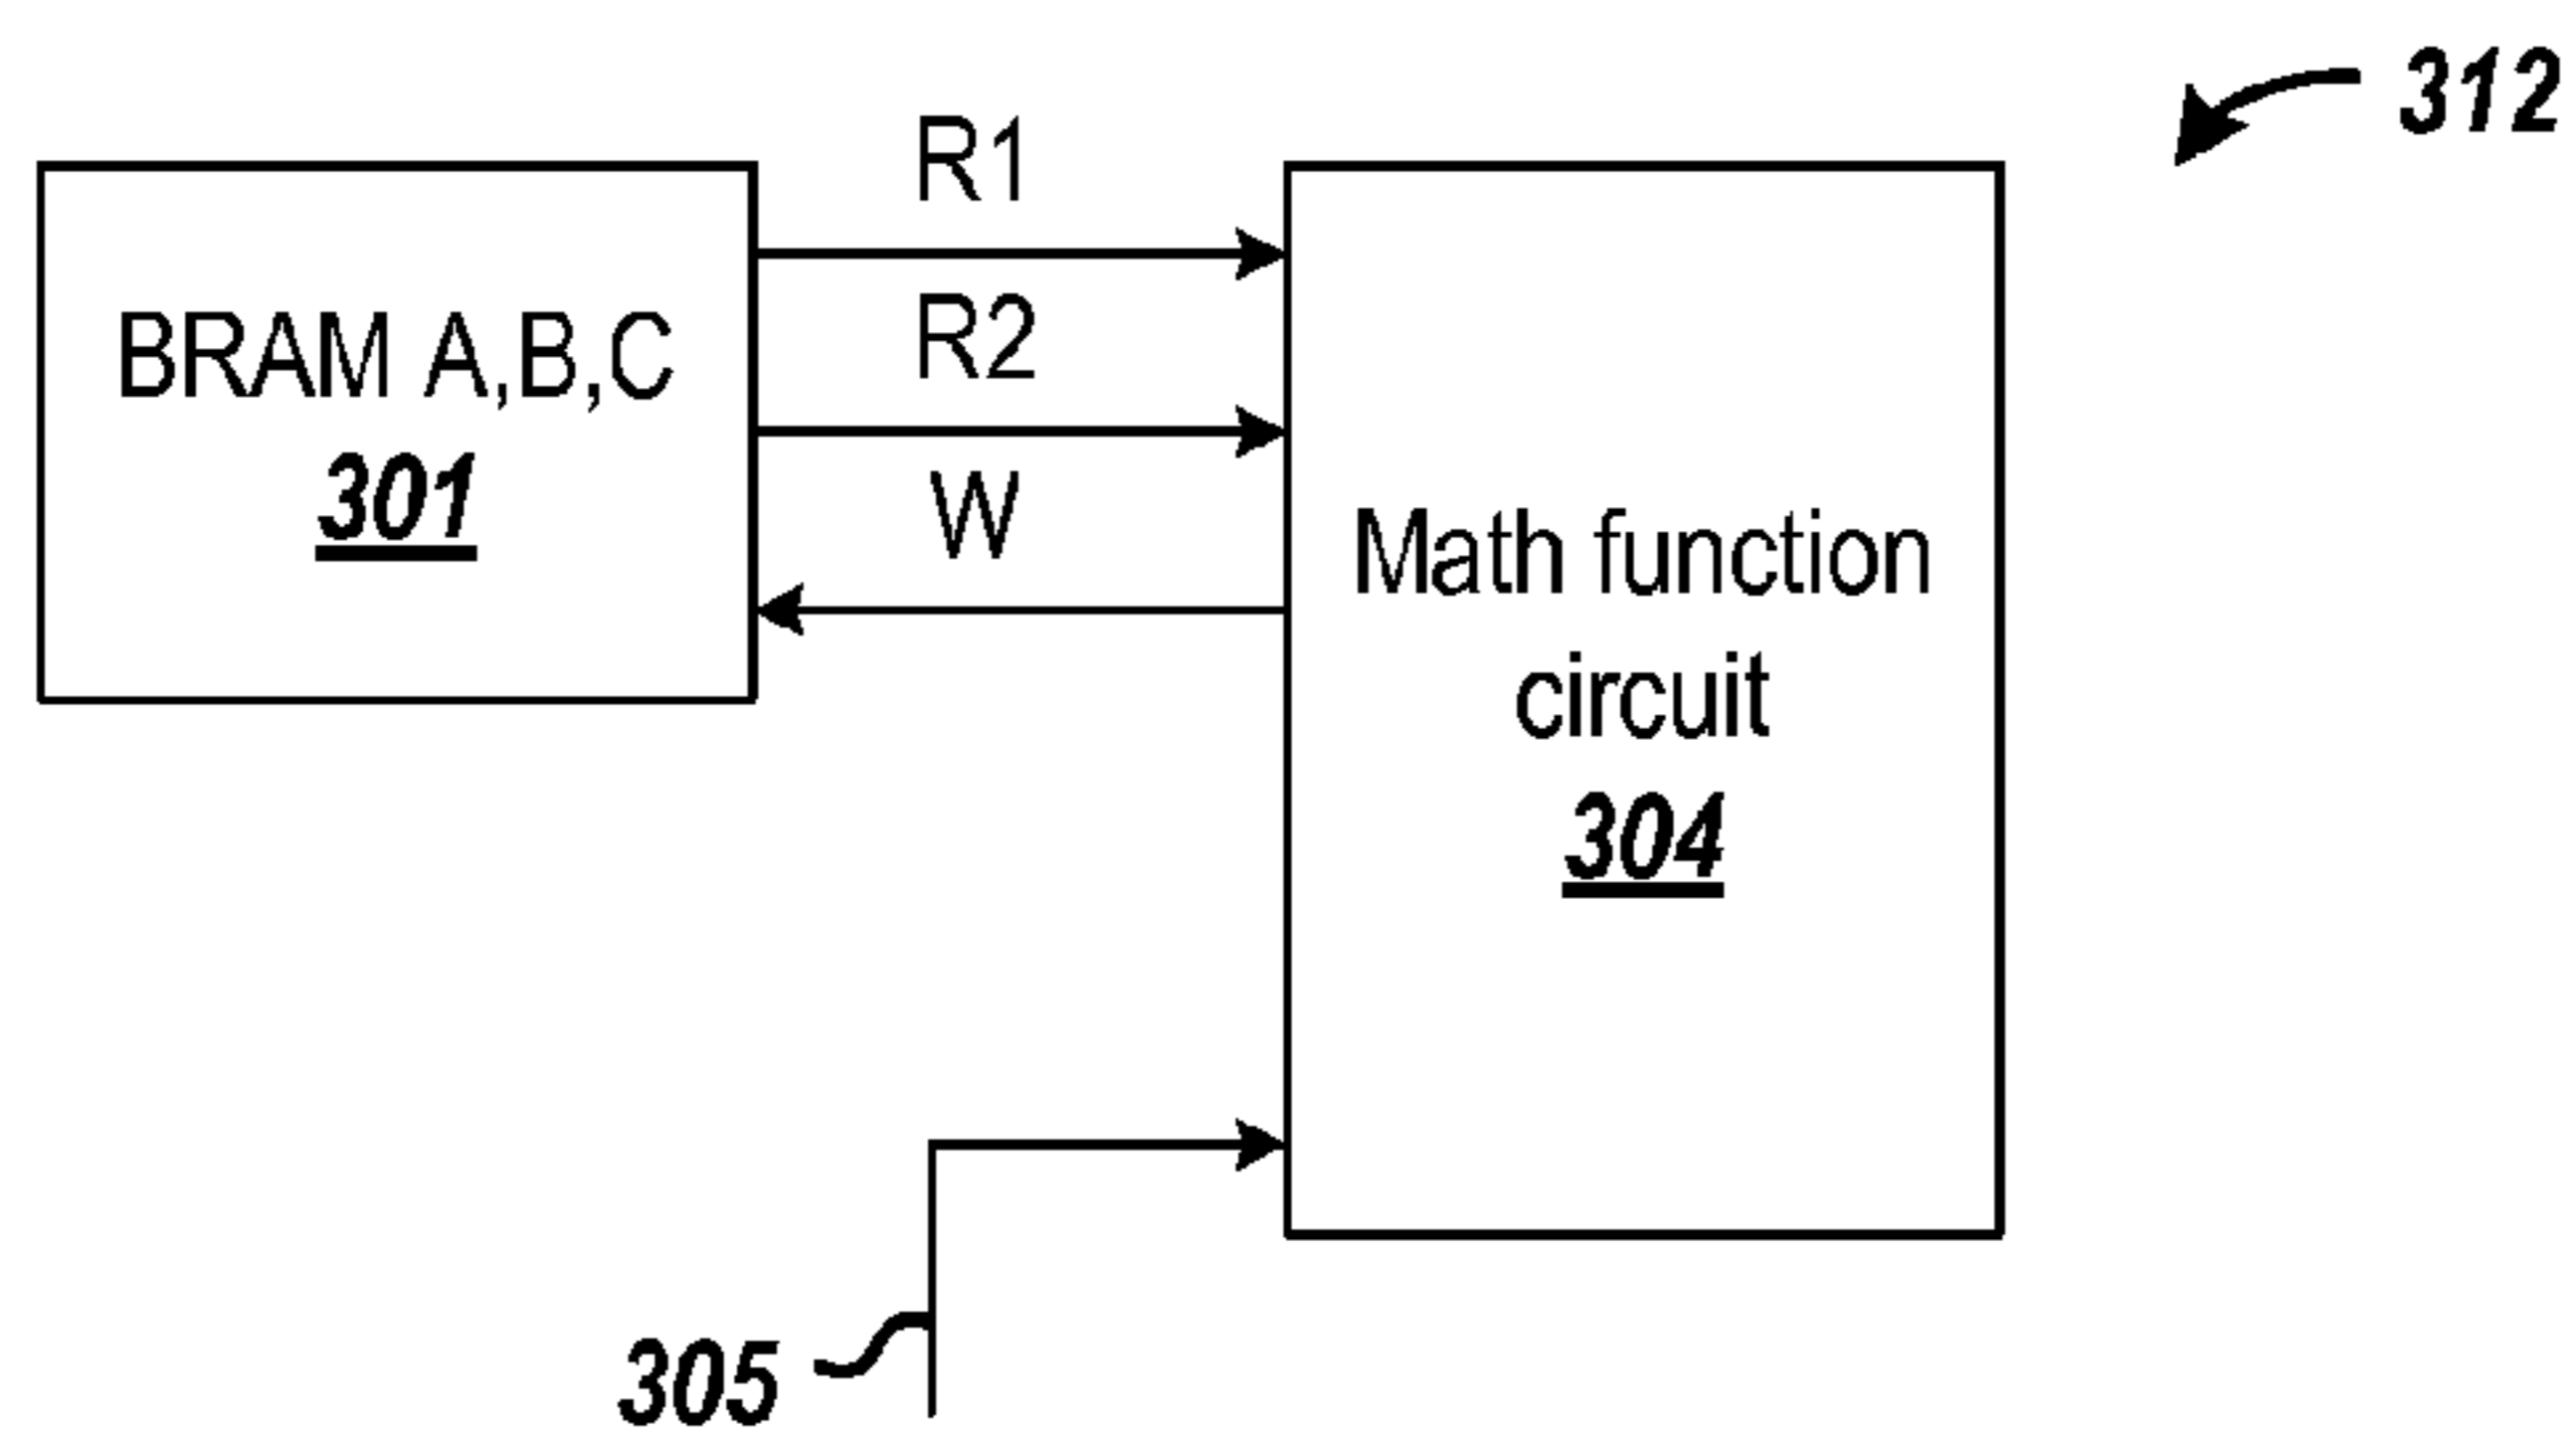 312
R1
BRAM A,B,C
301
R2
W
Math function
circuit
304
305